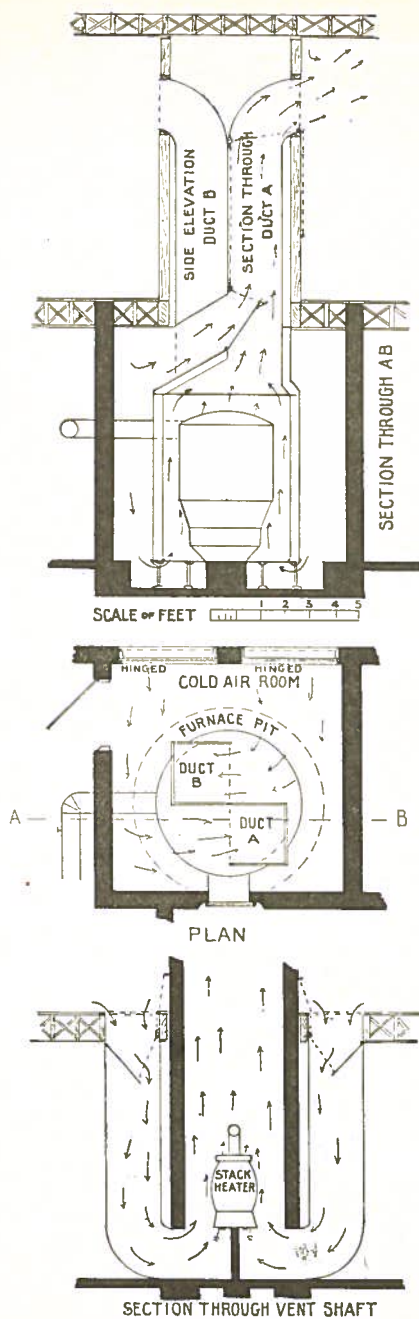 SIDE ELEVATION
DUCT B
SECTION THROUGH
DUCT A
SECTION THROUGH AB
SCALE OF FEET 1 2 3 4 5
HINGED HINGED
COLD AIR ROOM
FURNACE PIT
DUCT
B
A B
DUCT
A
PLAN
STACK
HEATER
SECTION THROUGH VENT SHAFT